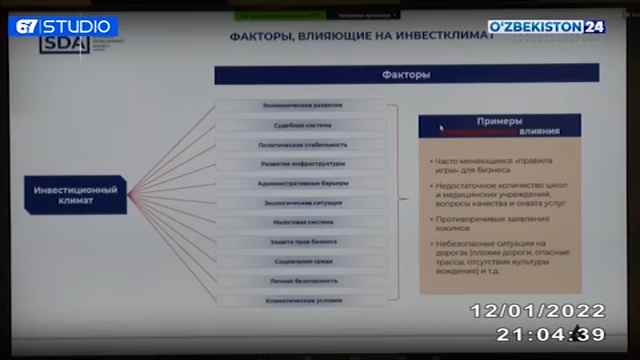 67 STUDIO
O'ZBEKISTON 24
SDA
ФАКТОРЫ, ВЛИЯЮЩИЕ НА ИНВЕСТКЛИМАТ
Факторы
Инвестиционный
климат
Экономическое развитие
Судебная система
Политическая стабильность
Развитие инфраструктуры
Административные барьеры
Экологическая ситуация
Налоговая система
Защита прав бизнеса
Социальная среда
Личная безопасность
Климатические условия
Примеры
влияния
• Часто меняющиеся «правила
игры» для бизнеса
• Недостаточное количество школ
и медицинских учреждений,
вопросы качества и охвата услуг
• Противоречивые заявления
хокимов
• Небезопасные ситуации на
дорогах (плохие дороги, опасные
трассы, отсутствие культуры
вождения) и т.д.
12/01/2022
21:04:39